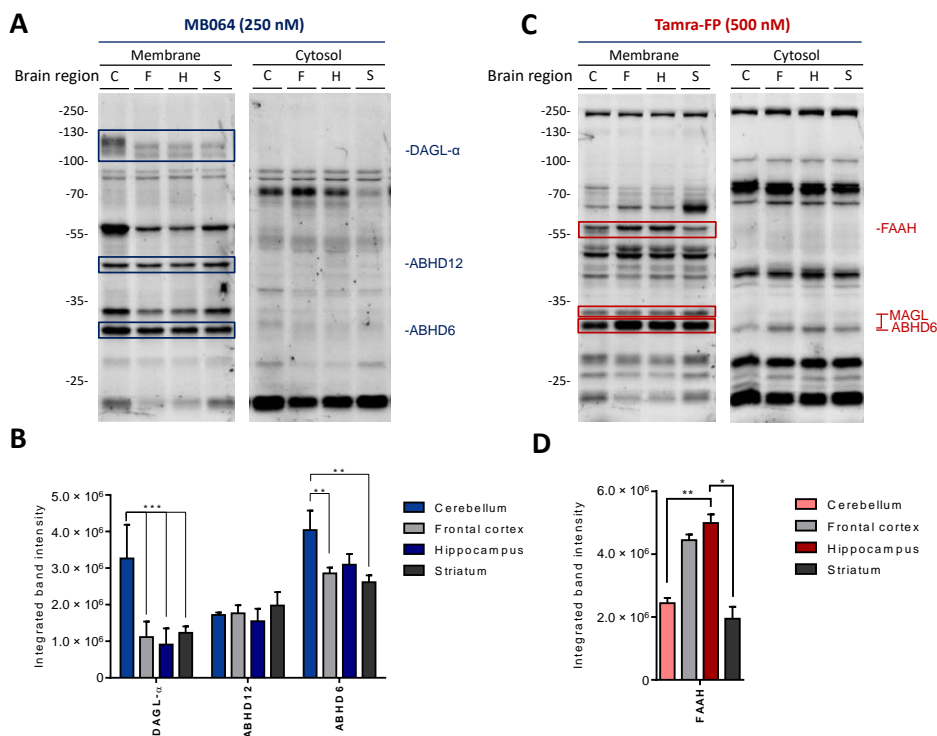 A
MB064 (250 nM)
Membrane
Cytosol
Brain region
C F H S
C F H S
-250-
-130-
-100-
-70-
-55-
-35-
-25-
-DAGL-α
-ABHD12
-ABHD6
C
Tamra-FP (500 nM)
Membrane
Cytosol
Brain region
C F H S
C F H S
-250-
-130-
-100-
-70-
-55-
-35-
-25-
-FAAH
MAGL
ABHD6
B
Integrated band intensity
5.0 × 10⁶
4.0 × 10⁶
3.0 × 10⁶
2.0 × 10⁶
1.0 × 10⁶
0
***
**
**
DAGL-α
ABHD12
ABHD6
Cerebellum
Frontal cortex
Hippocampus
Striatum
D
Integrated band intensity
6 × 10⁶
4 × 10⁶
2 × 10⁶
0
**
*
FAAH
Cerebellum
Frontal cortex
Hippocampus
Striatum